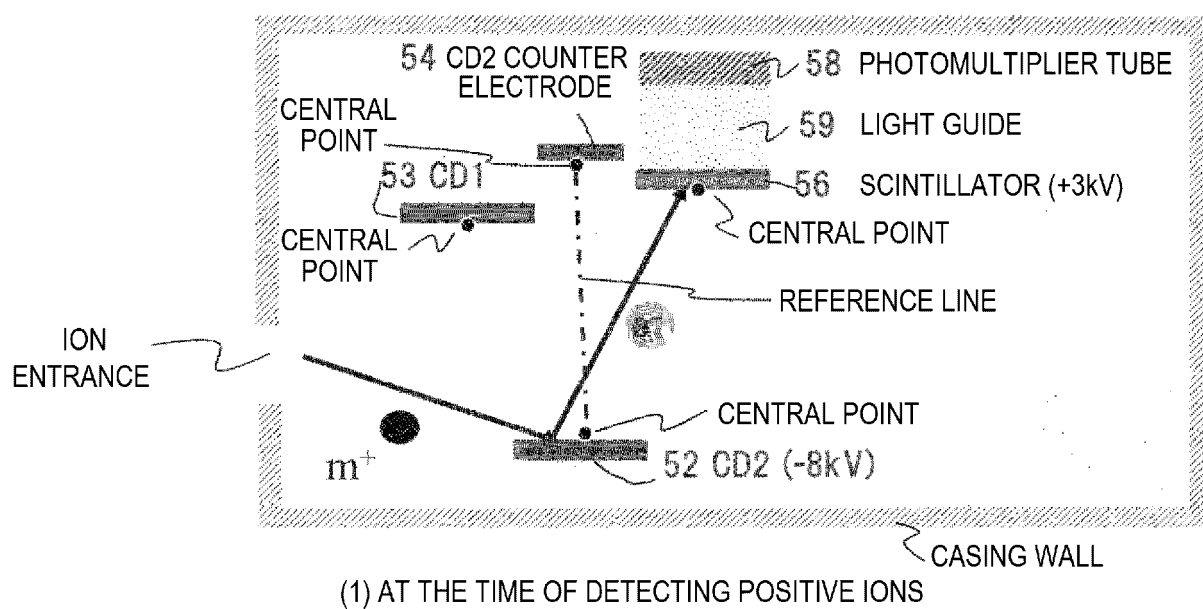 54 CD2 COUNTER
ELECTRODE
58 PHOTOMULTIPLIER TUBE
CENTRAL
POINT
59 LIGHT GUIDE
53 CD1
56 SCINTILLATOR (+3kV)
CENTRAL
POINT
CENTRAL POINT
REFERENCE LINE
ION
ENTRANCE
e⁻
CENTRAL POINT
m⁺
52 CD2 (-8kV)
CASING WALL
(1) AT THE TIME OF DETECTING POSITIVE IONS